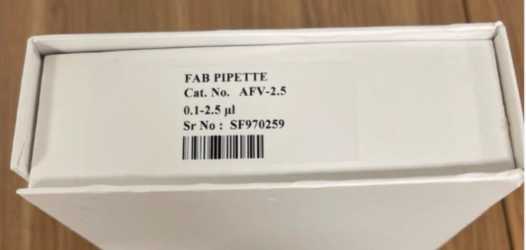 FAB PIPETTE
Cat. No. AFV-2.5
0.1-2.5 µl
Sr No : SF970259